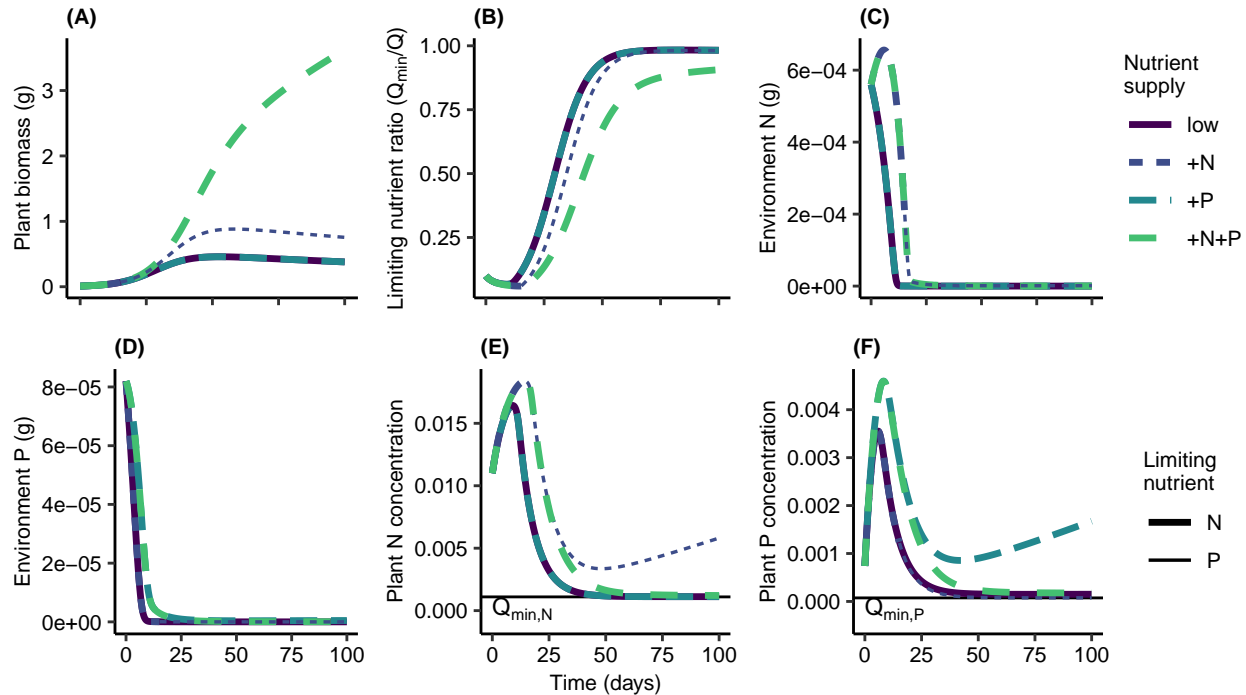 (A)
Plant biomass (g)
3
2
1
0
(B)
Limiting nutrient ratio (Qmin/Q)
1.00
0.75
0.50
0.25
(C)
Environment N (g)
6e−04
4e−04
2e−04
0e+00
Nutrient
supply
low
+N
+P
+N+P
(D)
Environment P (g)
8e−05
6e−05
4e−05
2e−05
0e+00
0 25 50 75 100
(E)
Plant N concentration
0.015
0.010
0.005
0.000
Qmin,N
0 25 50 75 100
Time (days)
(F)
Plant P concentration
0.004
0.003
0.002
0.001
0.000
Qmin,P
0 25 50 75 100
Limiting
nutrient
N
P